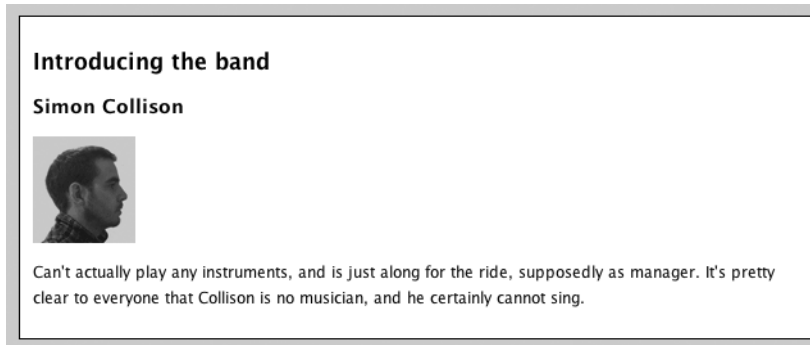 Introducing the band
Simon Collison
Can't actually play any instruments, and is just along for the ride, supposedly as manager. It's pretty
clear to everyone that Collison is no musician, and he certainly cannot sing.